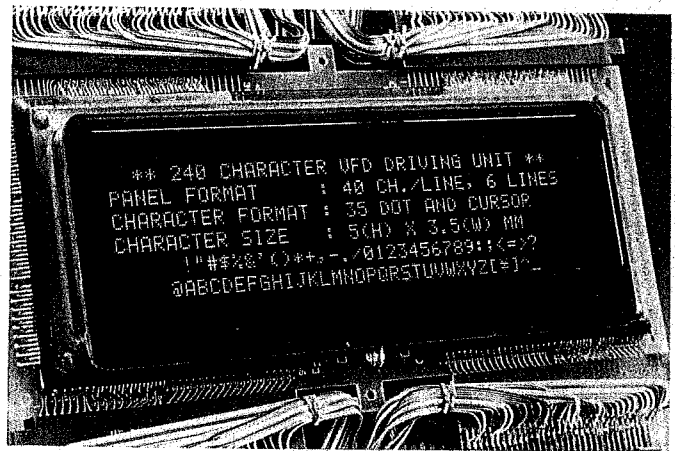 ** 240 CHARACTER VFD DRIVING UNIT **
PANEL FORMAT : 40 CH./LINE, 6 LINES
CHARACTER FORMAT : 35 DOT AND CURSOR
CHARACTER SIZE : 5(H) X 3.5(W) MM
!"#$%&'()*+,-./0123456789:;<=>?
@ABCDEFGHIJKLMNOPQRSTUVWXYZ[¥]^_